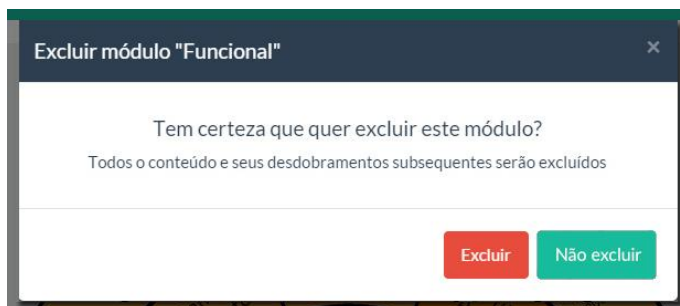 Excluir módulo "Funcional"
×
Tem certeza que quer excluir este módulo?
Todos o conteúdo e seus desdobramentos subsequentes serão excluídos
Excluir
Não excluir